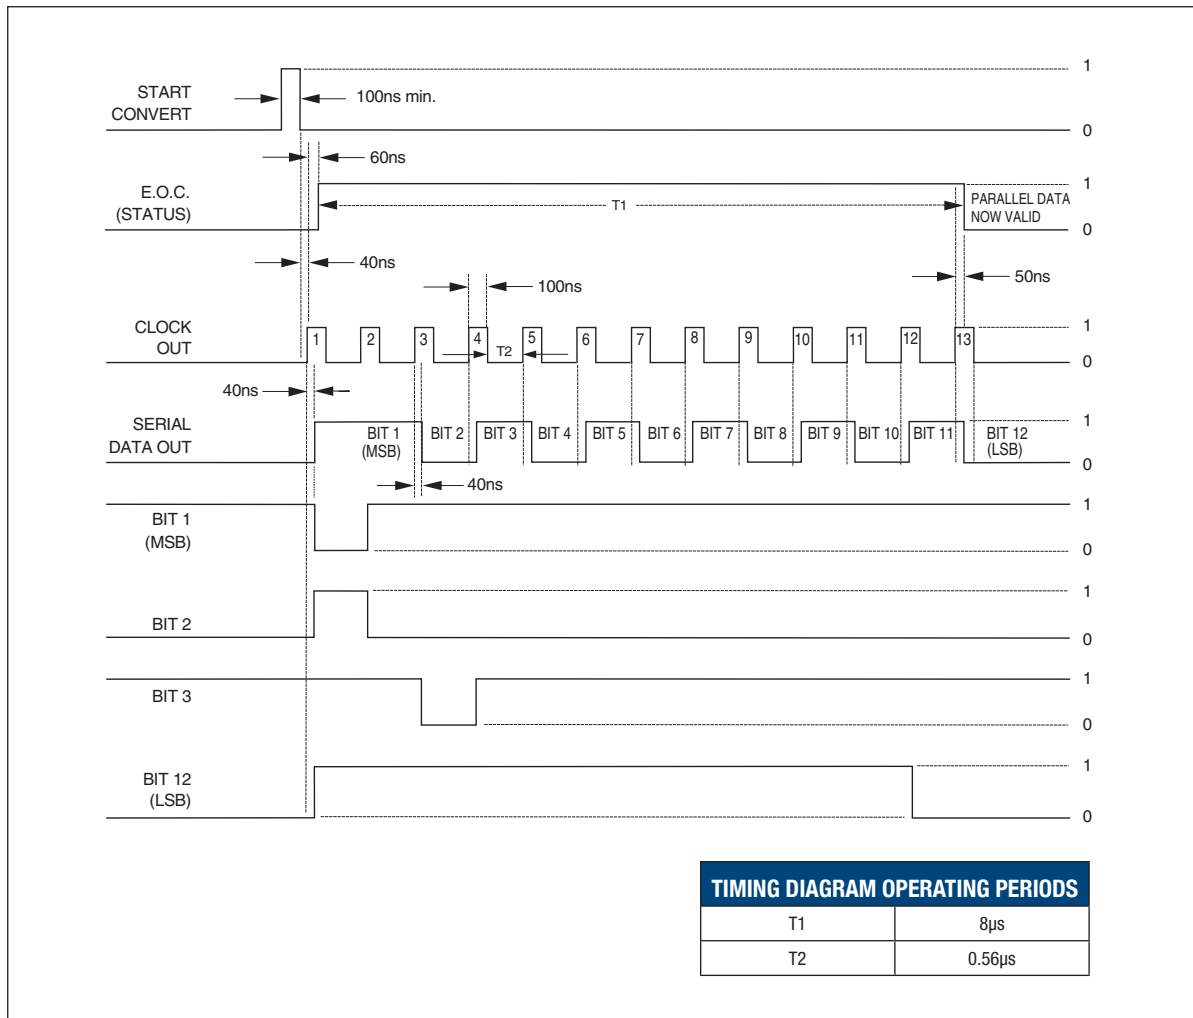 START
CONVERT
100ns min.
1
0
60ns
E.O.C.
(STATUS)
T1
PARALLEL DATA
NOW VALID
1
0
40ns
100ns
50ns
CLOCK
OUT
1 2 3 4 5 6 7 8 9 10 11 12 13
T2
1
0
40ns
SERIAL
DATA OUT
BIT 1
(MSB)
BIT 2
BIT 3
BIT 4
BIT 5
BIT 6
BIT 7
BIT 8
BIT 9
BIT 10
BIT 11
BIT 12
(LSB)
1
0
40ns
BIT 1
(MSB)
1
0
BIT 2
1
0
BIT 3
1
0
BIT 12
(LSB)
1
0
TIMING DIAGRAM OPERATING PERIODS
T1 8µs
T2 0.56µs